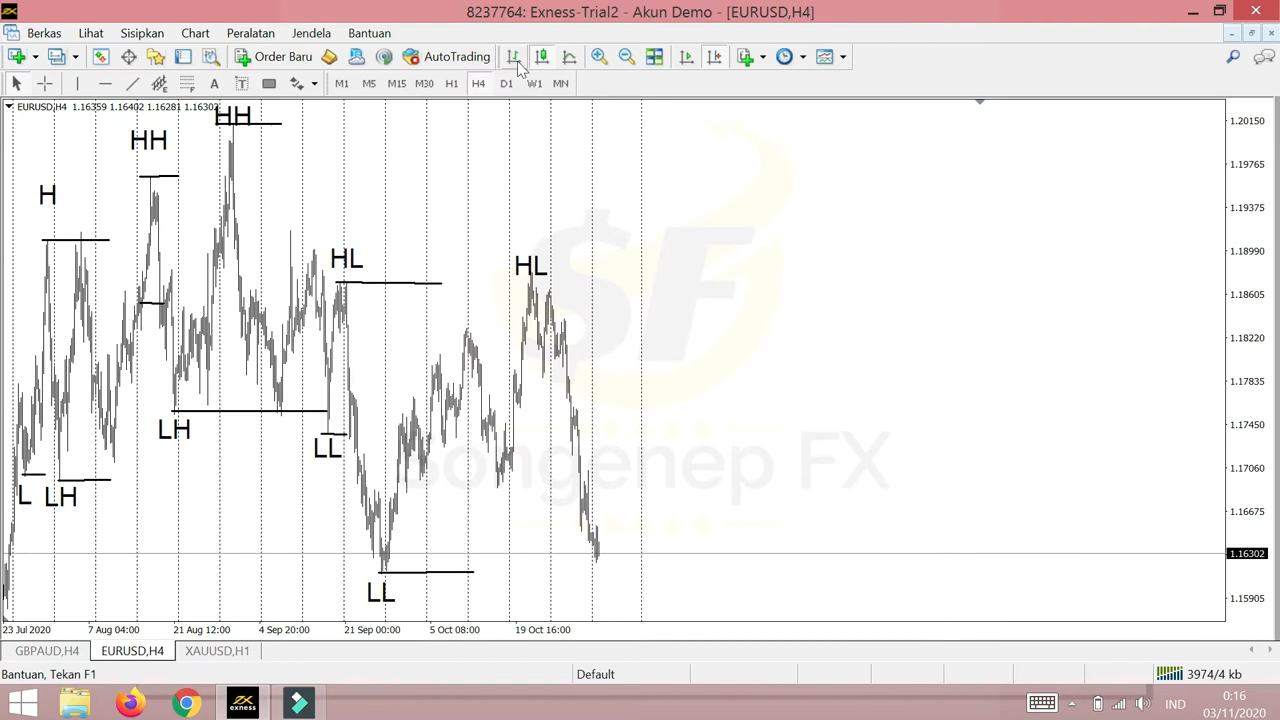 8237764: Exness-Trial2 - Akun Demo - [EURUSD,H4]
Berkas Lihat Sisipkan Chart Peralatan Jendela Bantuan
Order Baru AutoTrading
A T M1 M5 M15 M30 H1 H4 D1 W1 MN
EURUSD,H4 1.16359 1.16402 1.16281 1.16302
HH
1.20150
HH
1.19765
H
1.19375
HL
HL
1.18990
1.18605
1.18220
1.17835
LH
LL
1.17450
Songenep FX
1.17060
L LH
1.16675
1.16302
LL
1.15905
23 Jul 2020 7 Aug 04:00 21 Aug 12:00 4 Sep 20:00 21 Sep 00:00 5 Oct 08:00 19 Oct 16:00
GBPAUD,H4 EURUSD,H4 XAUUSD,H1
Bantuan, Tekan F1 Default 3974/4 kb
exness IND 0:16
03/11/2020